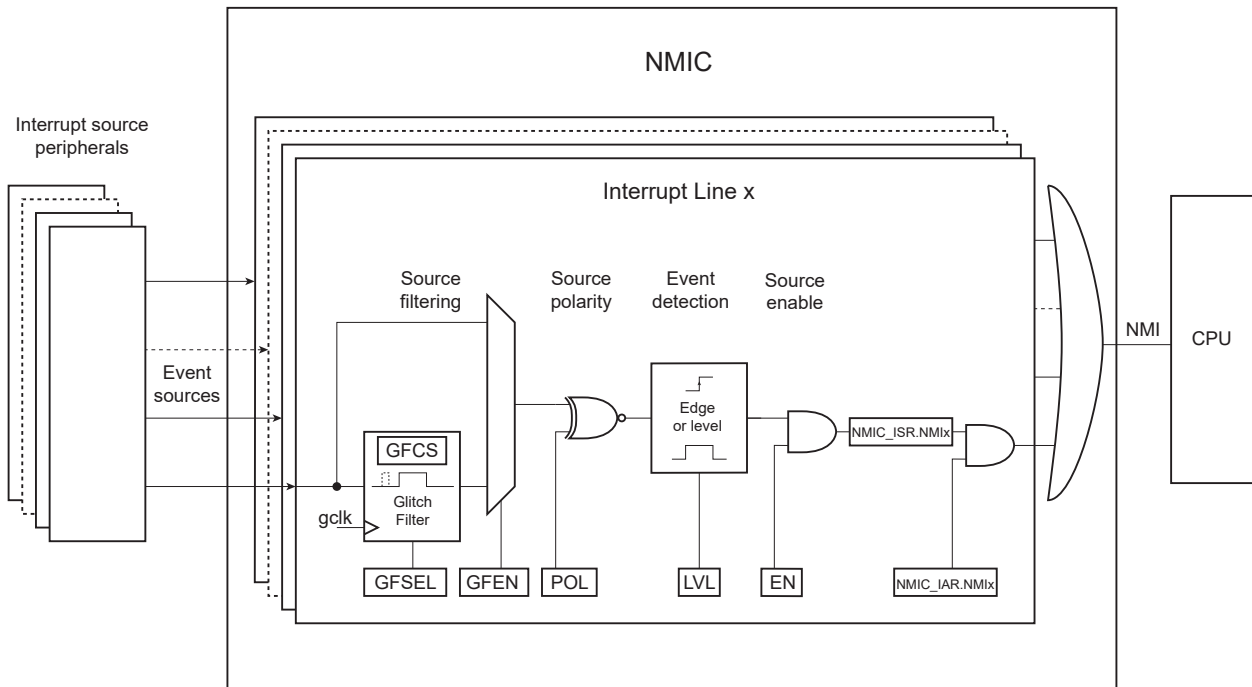 NMIC
Interrupt source
peripherals
Interrupt Line x
Source
filtering
Source
polarity
Event
detection
Source
enable
NMI
CPU
Event
sources
Edge
or level
GFCS
NMIC_ISR.NMIx
Glitch
Filter
gclk
GFSEL
GFEN
POL
LVL
EN
NMIC_IAR.NMIx